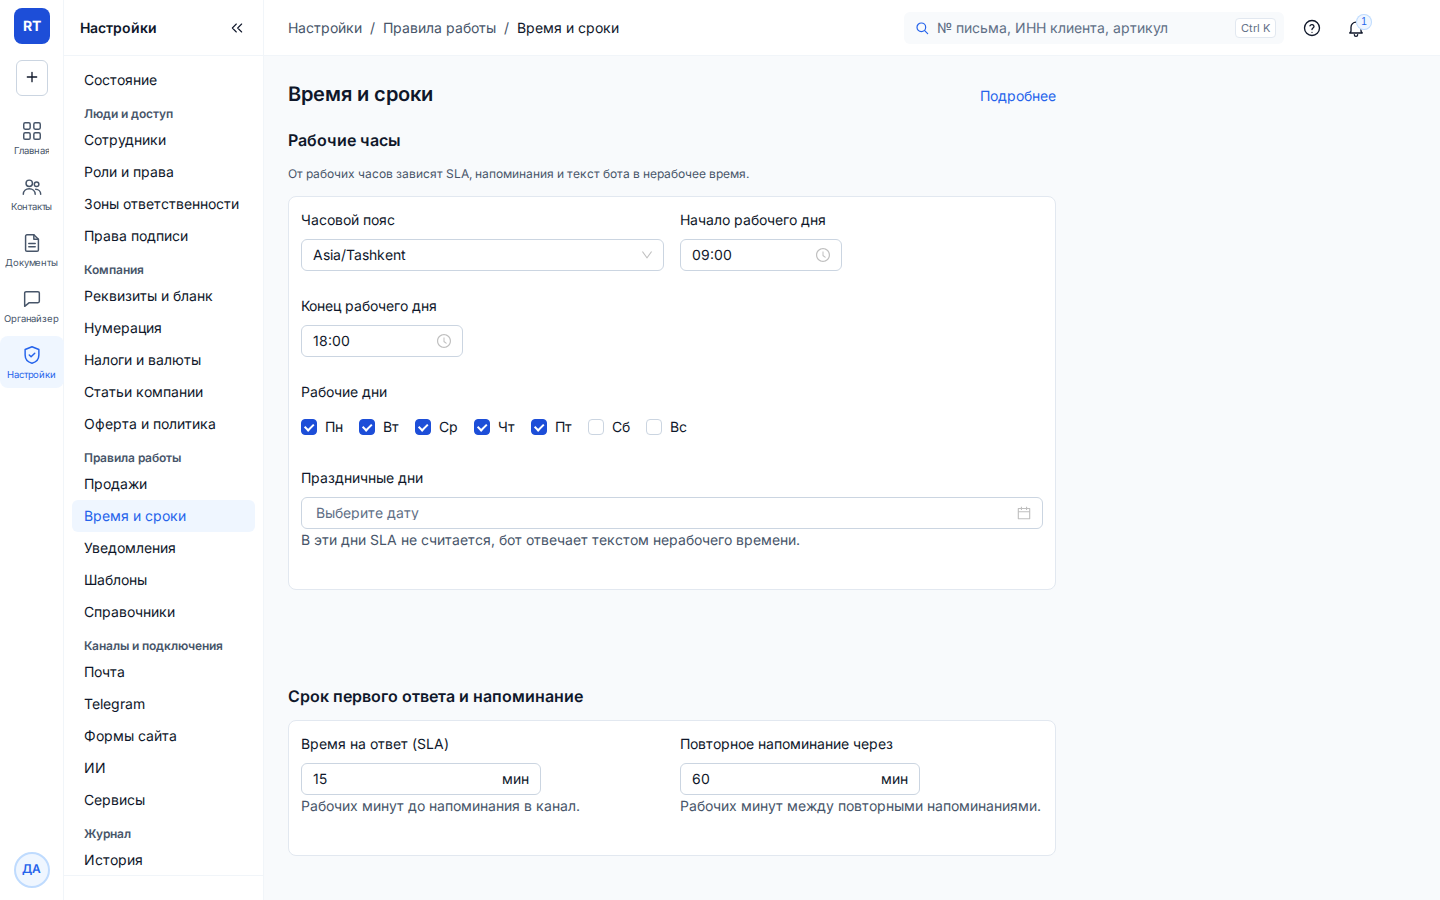 RT
Главная
Контакты
Документы
Органайзер
Настройки
ДА
Настройки
Состояние
Люди и доступ
Сотрудники
Роли и права
Зоны ответственности
Права подписи
Компания
Реквизиты и бланк
Нумерация
Налоги и валюты
Статьи компании
Оферта и политика
Правила работы
Продажи
Время и сроки
Уведомления
Шаблоны
Справочники
Каналы и подключения
Почта
Telegram
Формы сайта
ИИ
Сервисы
Журнал
История
Настройки / Правила работы / Время и сроки
№ письма, ИНН клиента, артикул
Ctrl K
1
Время и сроки
Подробнее
Рабочие часы
От рабочих часов зависят SLA, напоминания и текст бота в нерабочее время.
Часовой пояс
Asia/Tashkent
Начало рабочего дня
09:00
Конец рабочего дня
18:00
Рабочие дни
Пн Вт Ср Чт Пт Сб Вс
Праздничные дни
Выберите дату
В эти дни SLA не считается, бот отвечает текстом нерабочего времени.
Срок первого ответа и напоминание
Время на ответ (SLA)
15 мин
Рабочих минут до напоминания в канал.
Повторное напоминание через
60 мин
Рабочих минут между повторными напоминаниями.